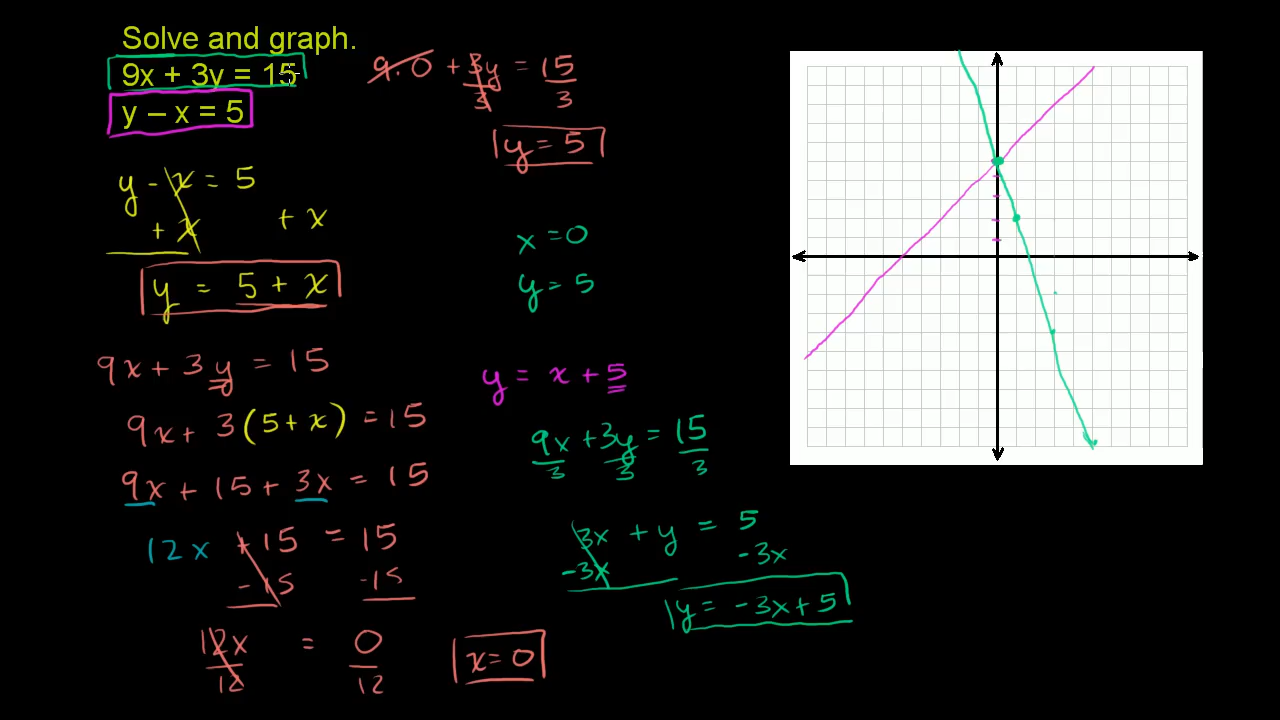 Solve and graph.
9x + 3y = 15
y – x = 5
y - x = 5
+ x + x
y = 5 + x
9x + 3y = 15
9x + 3(5+x) = 15
9x + 15 + 3x = 15
12x + 15 = 15
- 15 -15
12x = 0
12 12
x = 0
9·0 + 3y = 15
3 3
y = 5
x = 0
y = 5
y = x + 5
9x + 3y = 15
3 3 3
3x + y = 5
-3x -3x
y = -3x + 5